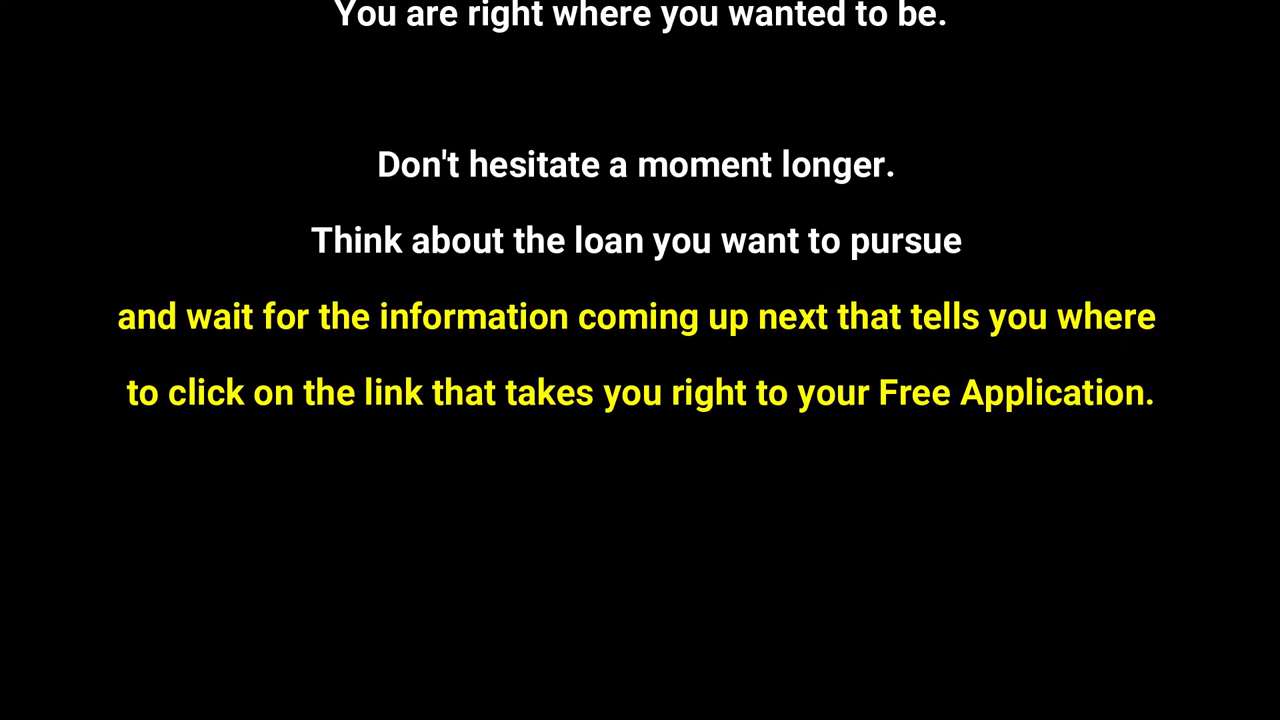 You are right where you wanted to be.
Don't hesitate a moment longer.
Think about the loan you want to pursue
and wait for the information coming up next that tells you where
to click on the link that takes you right to your Free Application.